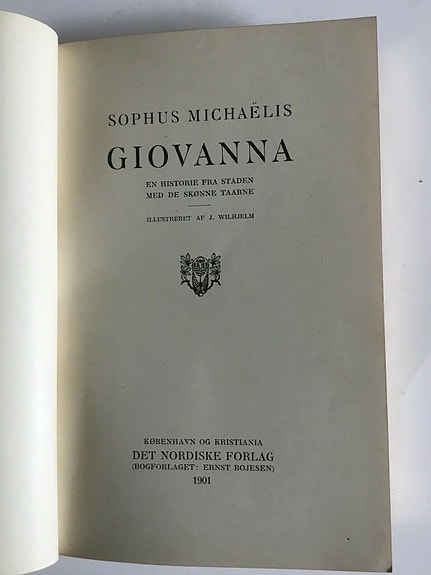 SOPHUS MICHAËLIS
GIOVANNA
EN HISTORIE FRA STADEN
MED DE SKØNNE TAARNE
ILLUSTRERET AF J. WILHJELM
KØBENHAVN OG KRISTIANIA
DET NORDISKE FORLAG
(BOGFORLAGET: ERNST BOJESEN)
1901